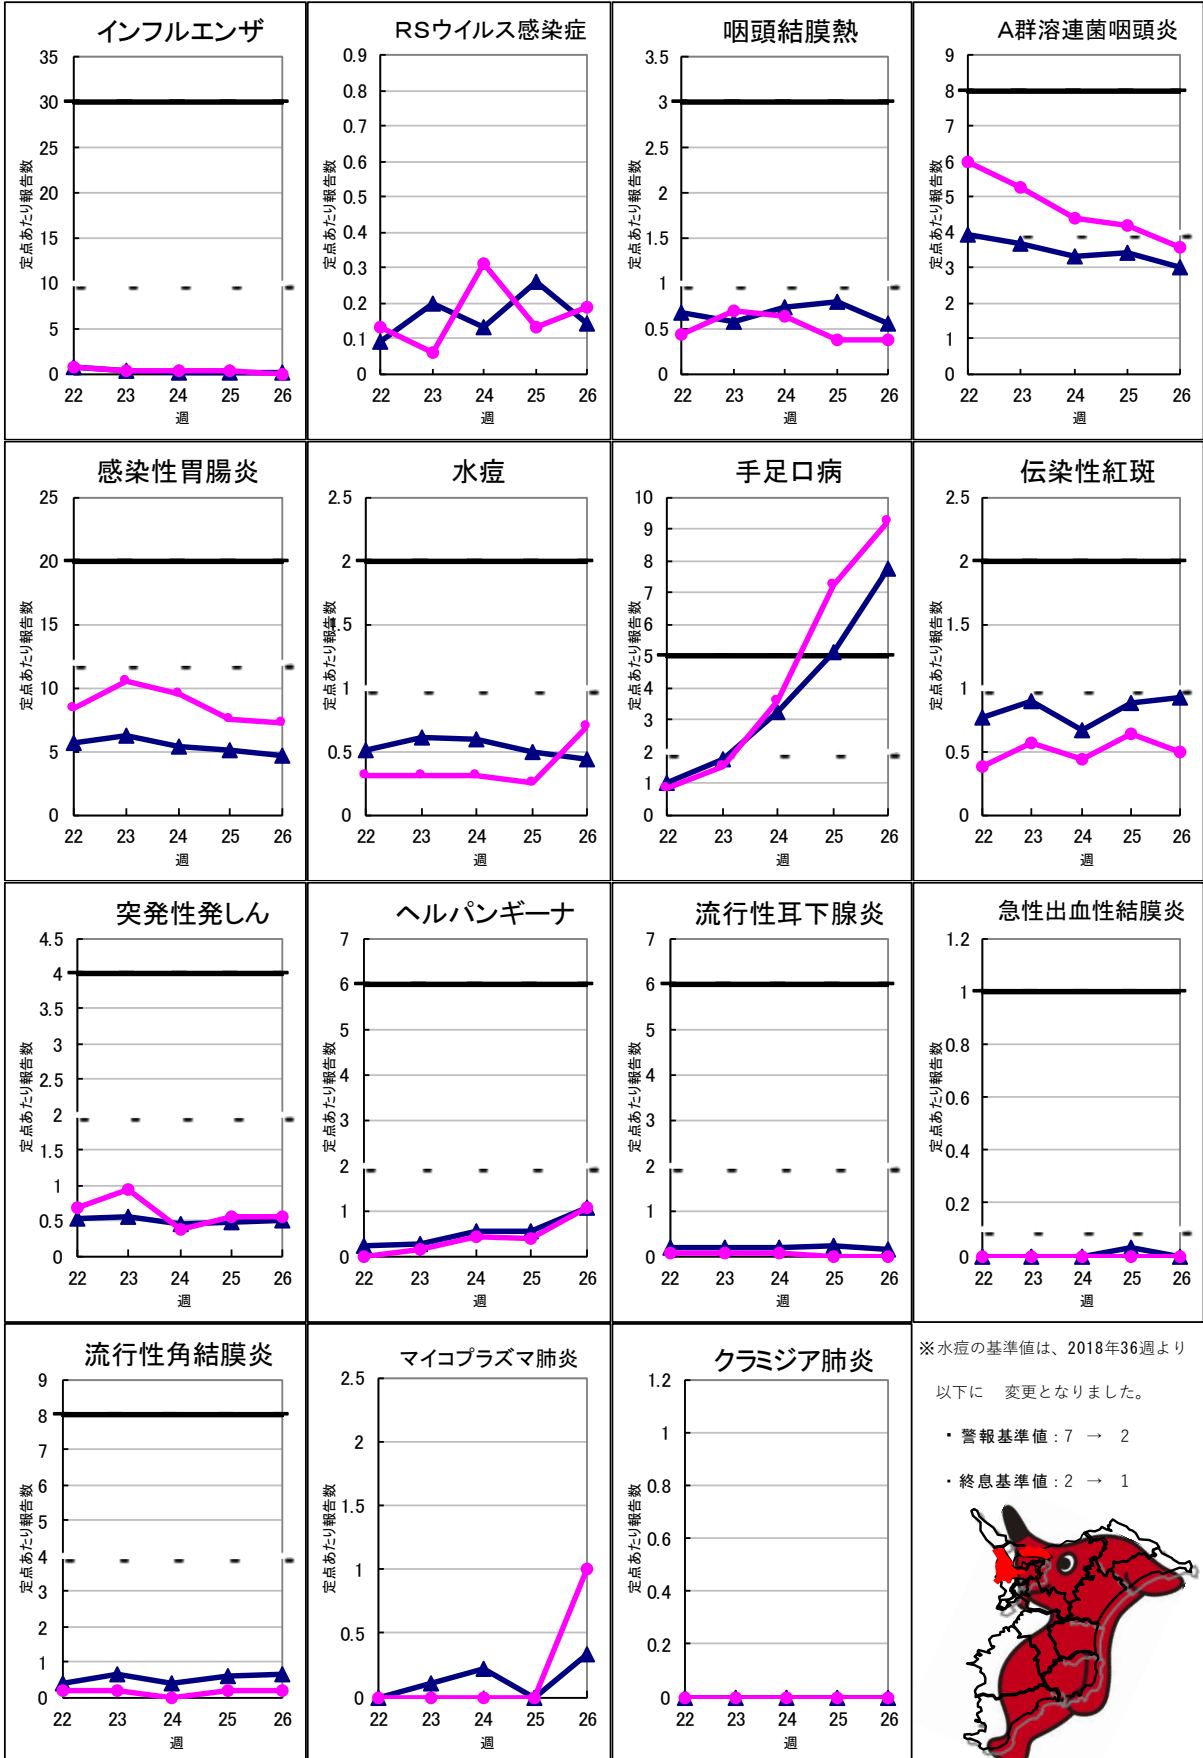 インフルエンザ
定点あたり報告数
35
30
25
20
15
10
5
0
22 23 24 25 26
週
RSウイルス感染症
定点あたり報告数
0.9
0.8
0.7
0.6
0.5
0.4
0.3
0.2
0.1
0
22 23 24 25 26
週
咽頭結膜熱
定点あたり報告数
3.5
3
2.5
2
1.5
1
0.5
0
22 23 24 25 26
週
A群溶連菌咽頭炎
定点あたり報告数
9
8
7
6
5
4
3
2
1
0
22 23 24 25 26
週
感染性胃腸炎
定点あたり報告数
25
20
15
10
5
0
22 23 24 25 26
週
水痘
定点あたり報告数
2.5
2
1.5
1
0.5
0
22 23 24 25 26
週
手足口病
定点あたり報告数
10
9
8
7
6
5
4
3
2
1
0
22 23 24 25 26
週
伝染性紅斑
定点あたり報告数
2.5
2
1.5
1
0.5
0
22 23 24 25 26
週
突発性発しん
定点あたり報告数
4.5
4
3.5
3
2.5
2
1.5
1
0.5
0
22 23 24 25 26
週
ヘルパンギーナ
定点あたり報告数
7
6
5
4
3
2
1
0
22 23 24 25 26
週
流行性耳下腺炎
定点あたり報告数
7
6
5
4
3
2
1
0
22 23 24 25 26
週
急性出血性結膜炎
定点あたり報告数
1.2
1
0.8
0.6
0.4
0.2
0
22 23 24 25 26
週
流行性角結膜炎
定点あたり報告数
9
8
7
6
5
4
3
2
1
0
22 23 24 25 26
週
マイコプラズマ肺炎
定点あたり報告数
2.5
2
1.5
1
0.5
0
22 23 24 25 26
週
クラミジア肺炎
定点あたり報告数
1.2
1
0.8
0.6
0.4
0.2
0
22 23 24 25 26
週
※水痘の基準値は、2018年36週より
以下に 変更となりました。
・警報基準値：7 → 2
・終息基準値：2 → 1